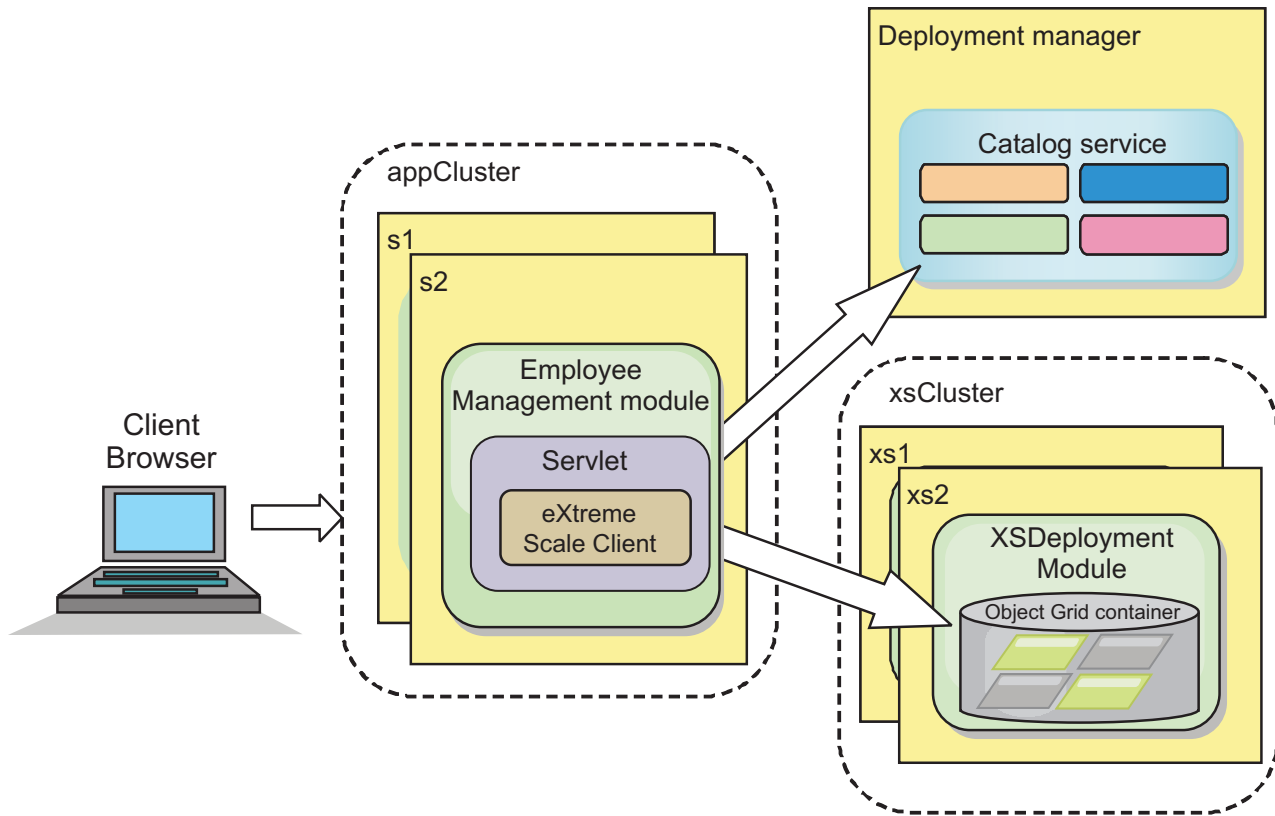 Client
Browser
appCluster
s1
s2
Employee
Management module
Servlet
eXtreme
Scale Client
Deployment manager
Catalog service
xsCluster
xs1
xs2
XSDeployment
Module
Object Grid container